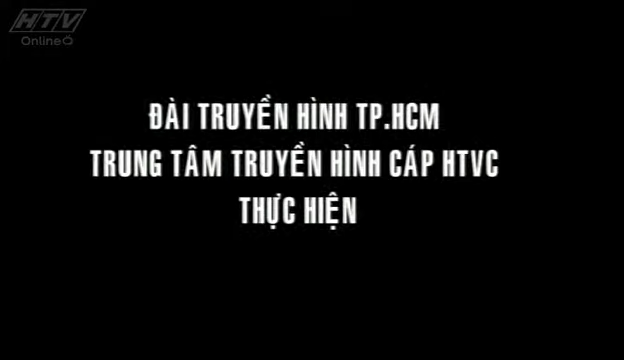 HTV
Online
ĐÀI TRUYỀN HÌNH TP.HCM
TRUNG TÂM TRUYỀN HÌNH CÁP HTVC
THỰC HIỆN